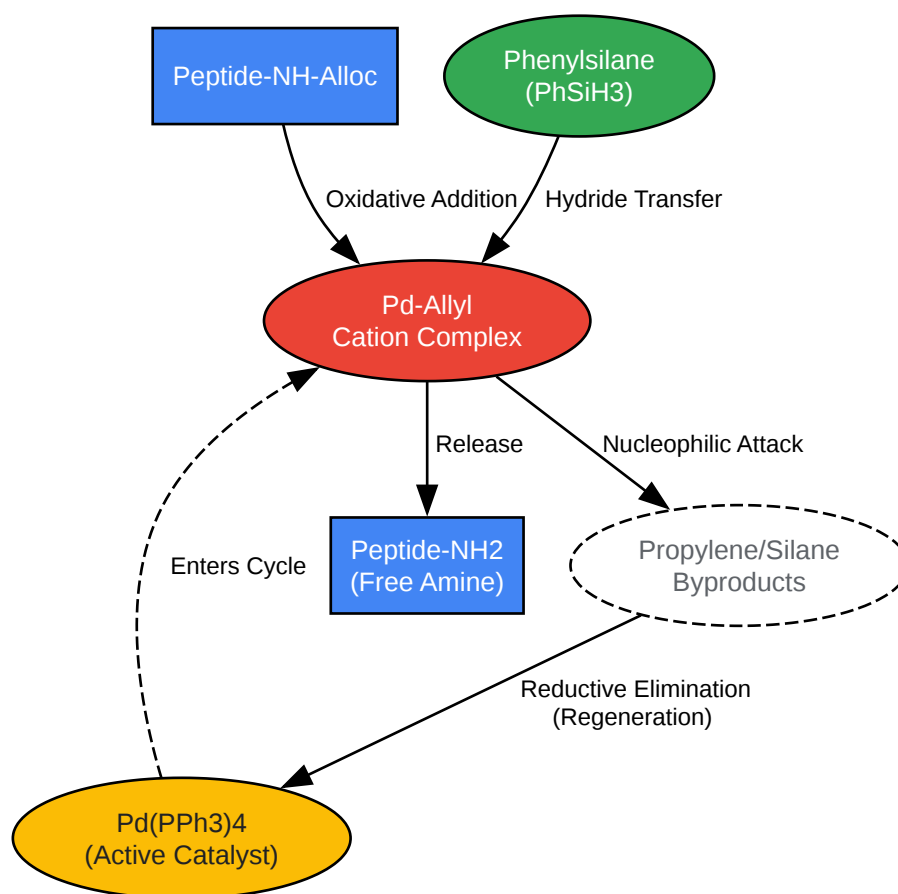 Peptide-NH-Alloc
Phenylsilane
(PhSiH3)
Oxidative Addition
Hydride Transfer
Pd-Allyl
Cation Complex
Release
Nucleophilic Attack
Enters Cycle
Peptide-NH2
(Free Amine)
Propylene/Silane
Byproducts
Reductive Elimination
(Regeneration)
Pd(PPh3)4
(Active Catalyst)